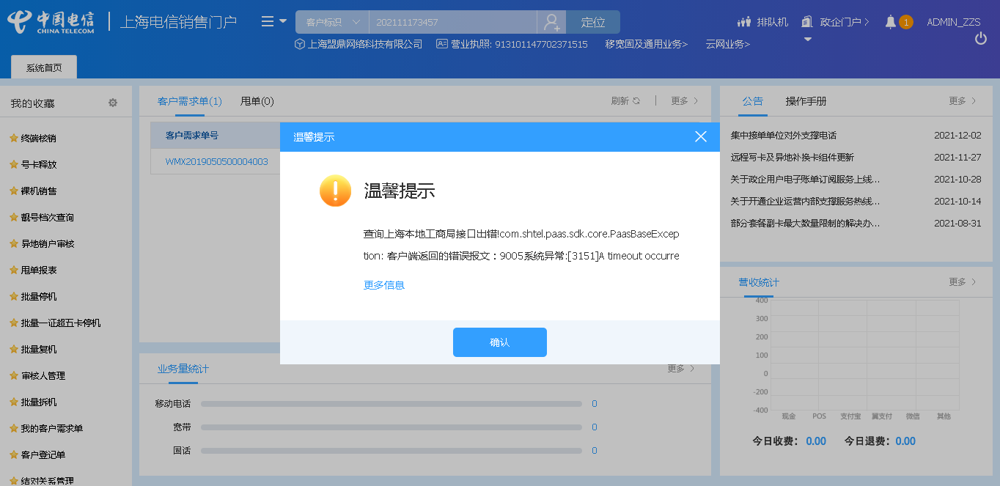 中国电信
CHINA TELECOM
上海电信销售门户
客户标识
202111173457
定位
排队机
政企门户
1
ADMIN_ZZS
上海盟鼎网络科技有限公司
营业执照: 913101147702371515
移宽固及通用业务>
云网业务>
系统首页
我的收藏
终端核销
号卡释放
裸机销售
靓号档次查询
异地销户审核
甩单报表
批量停机
批量一证超五卡停机
批量复机
审核人管理
批量拆机
我的客户需求单
客户登记单
结对关系管理
客户需求单(1)
甩单(0)
刷新
更多
客户需求单号
WMX2019050500004003
温馨提示
温馨提示
查询上海本地工商局接口出错!com.shtel.paas.sdk.core.PaasBaseExcep
tion: 客户端返回的错误报文：9005系统异常:[3151]A timeout occurre
更多信息
确认
业务量统计
更多
移动电话
0
宽带
0
固话
0
公告
操作手册
更多
集中接单单位对外支撑电话
2021-12-02
远程写卡及异地补换卡组件更新
2021-11-27
关于政企用户电子账单订阅服务上线...
2021-10-28
关于开通企业运营内部支撑服务热线...
2021-10-14
部分套餐副卡最大数量限制的解决办...
2021-08-31
营收统计
更多
400
300
200
100
0
-200
-400
现金
POS
支付宝
翼支付
微信
其他
今日收费： 0.00
今日退费： 0.00